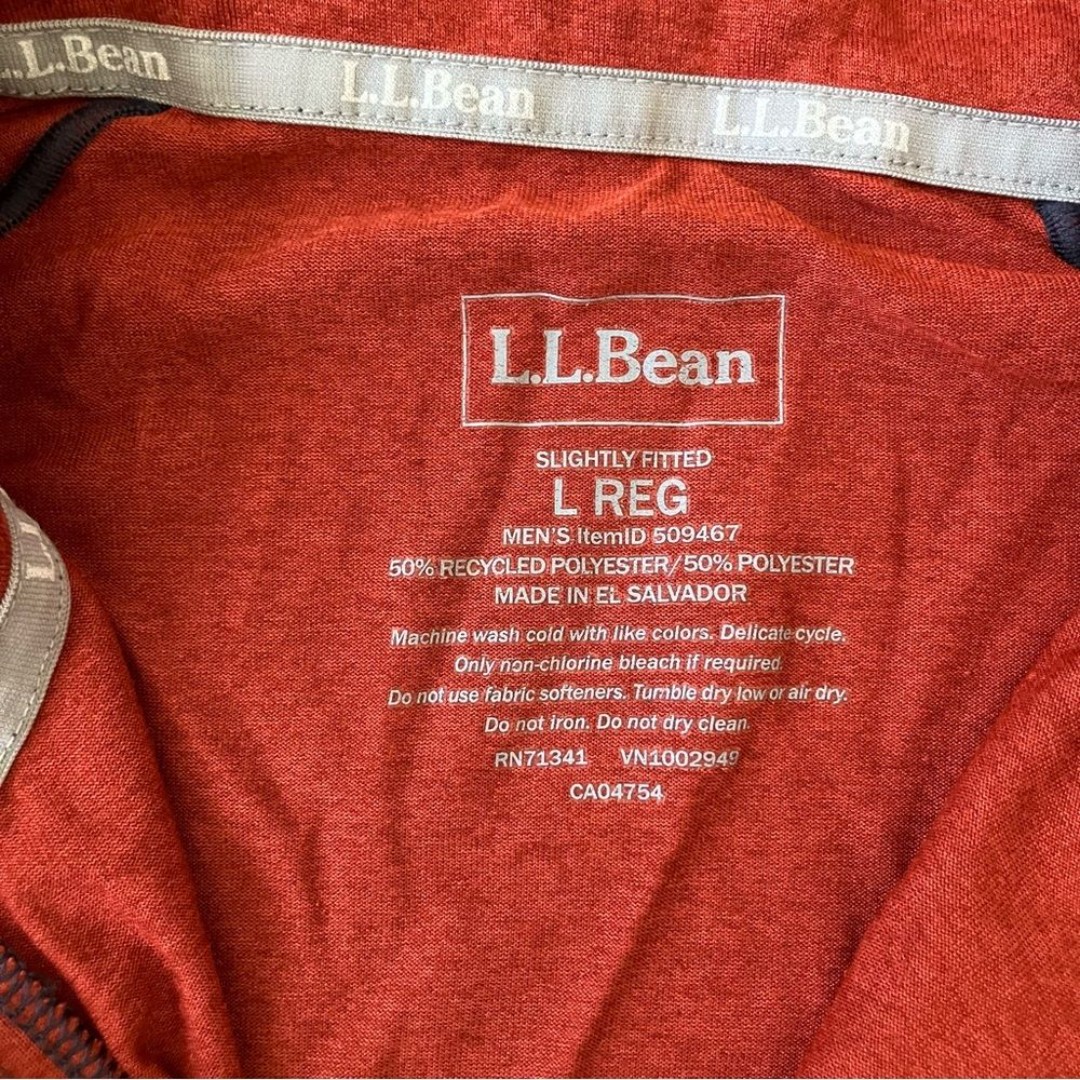 L.L.Bean L.L.Bean L.L.Bean
L.L.Bean
SLIGHTLY FITTED
L REG
MEN'S ItemID 509467
50% RECYCLED POLYESTER/50% POLYESTER
MADE IN EL SALVADOR
Machine wash cold with like colors. Delicate cycle.
Only non-chlorine bleach if required.
Do not use fabric softeners. Tumble dry low or air dry.
Do not iron. Do not dry clean.
RN71341 VN1002949
CA04754